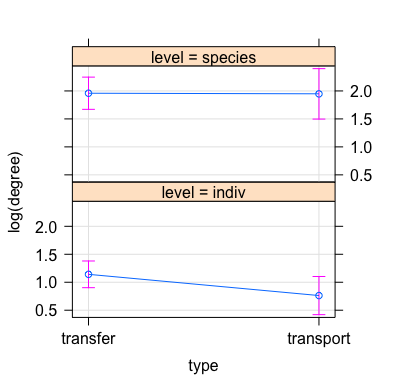 level = species
2.0
1.5
1.0
0.5
level = indiv
2.0
1.5
1.0
0.5
log(degree)
transfer transport
type